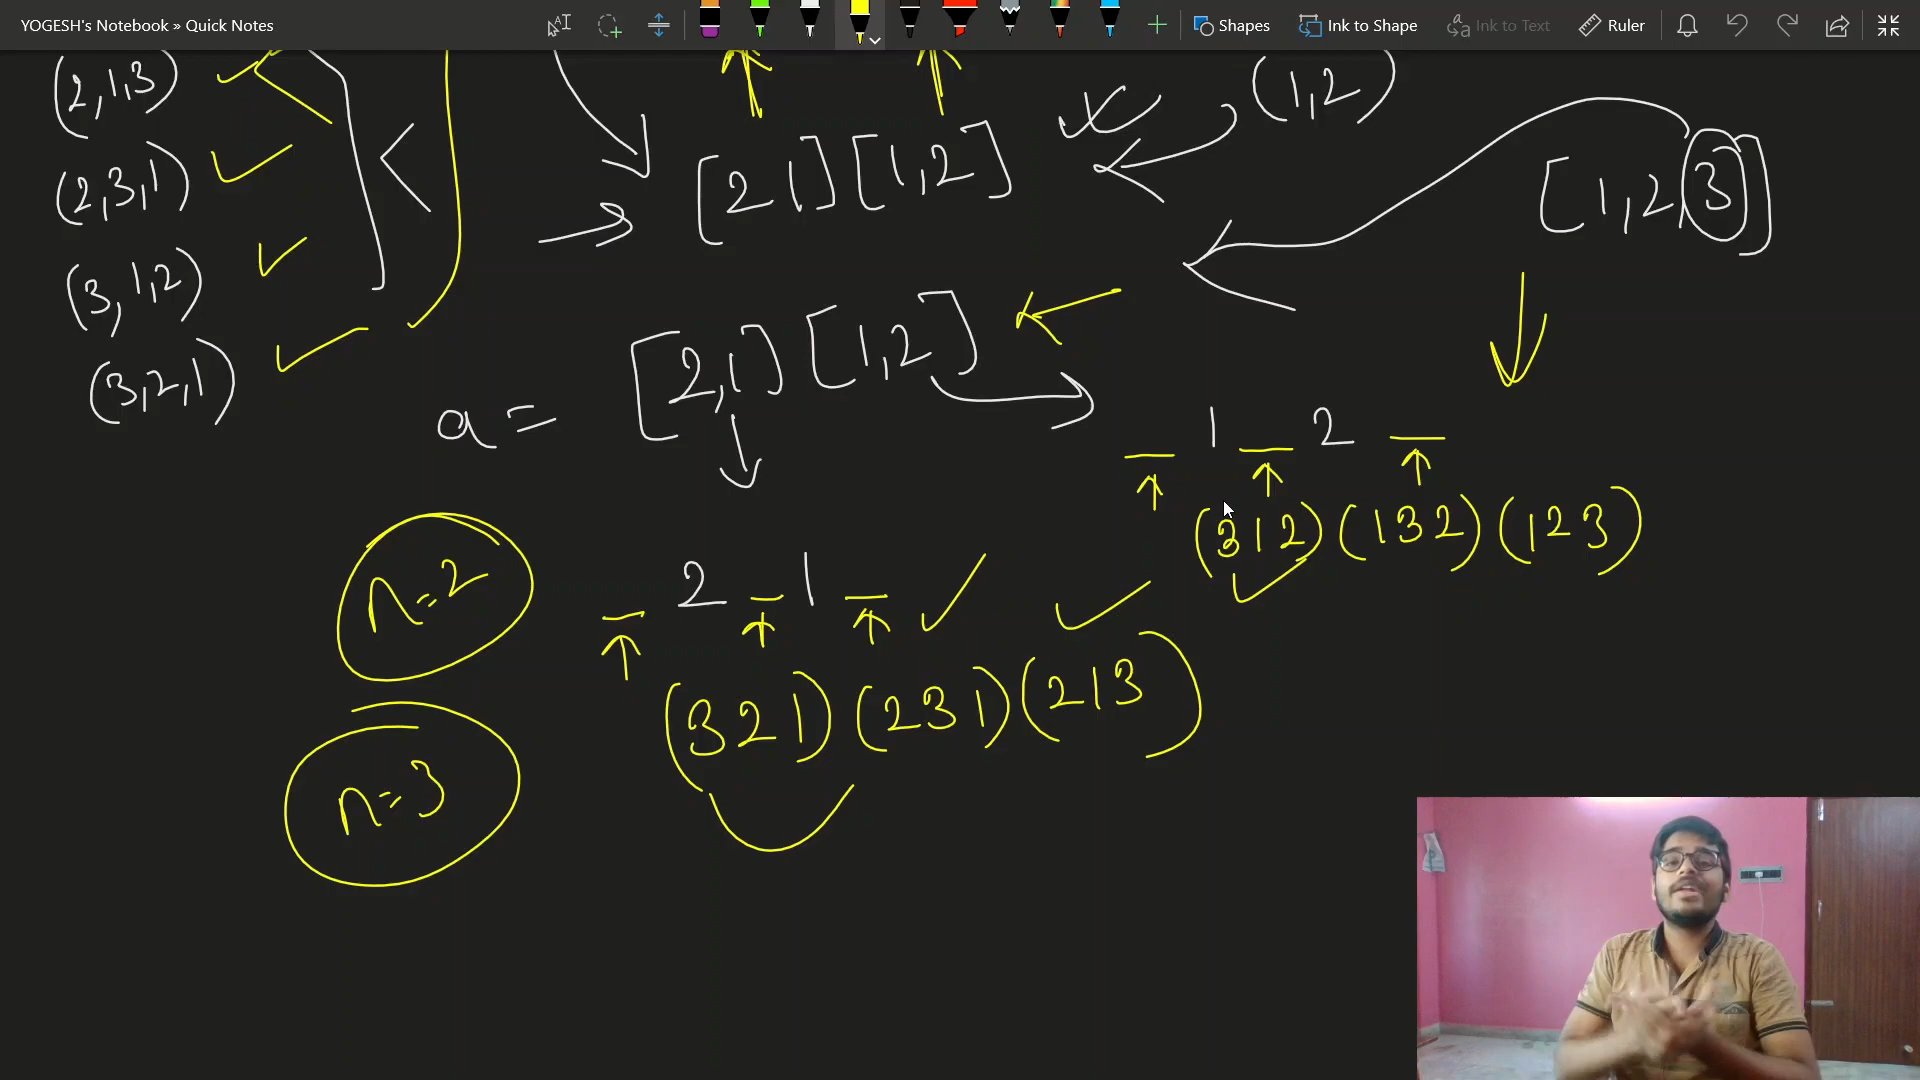 YOGESH's Notebook » Quick Notes
Shapes
Ink to Shape
Ink to Text
Ruler
(2,1,3)
(2,3,1)
(3,1,2)
(3,2,1)
(1,2)
[2 1] [1,2]
[1,2,3]
a = [2,1] [1,2]
_ 1 _ 2 _
(3 1 2) (1 3 2) (1 2 3)
n=2
_ 2 _ 1 _
(3 2 1) (2 3 1) (2 1 3)
n=3